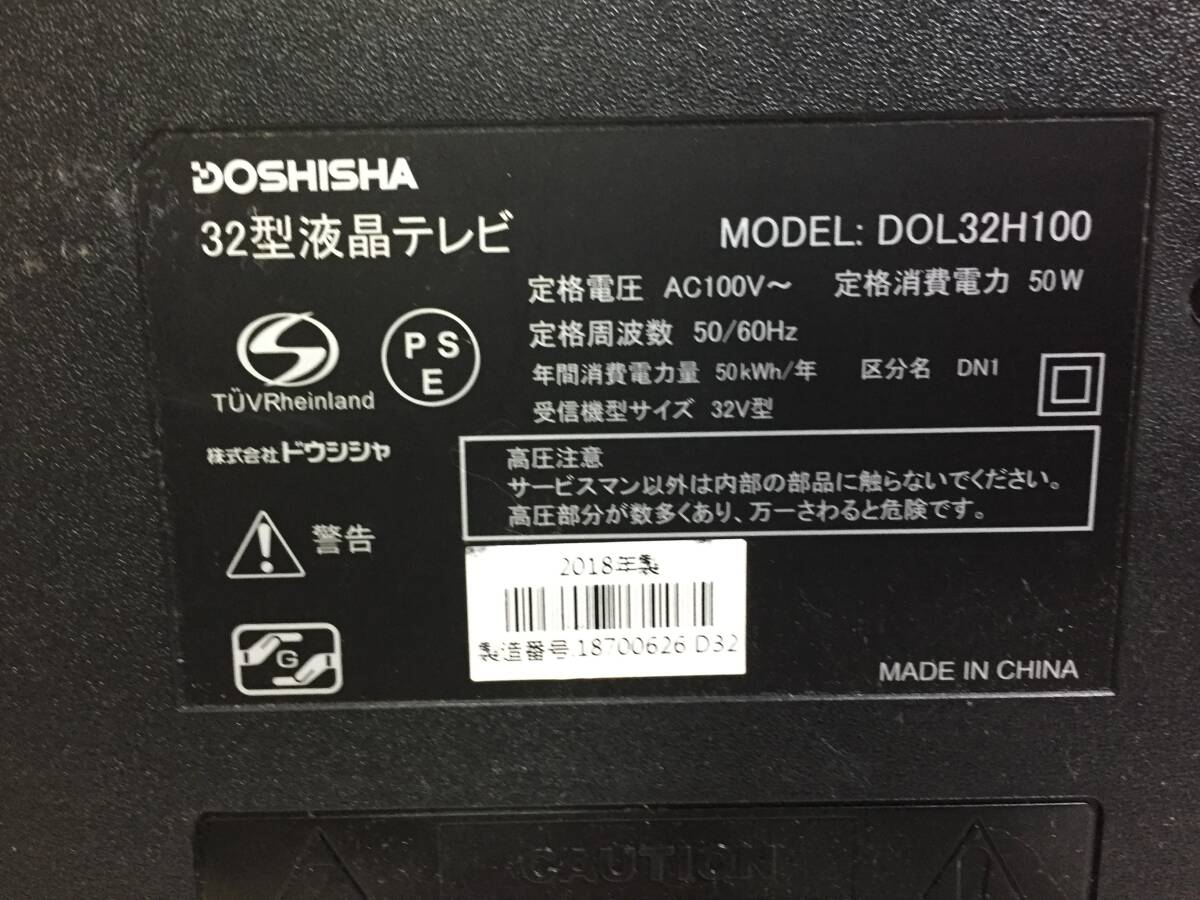 DOSHISHA
32型液晶テレビ
MODEL: DOL32H100
定格電圧 AC100V～ 定格消費電力 50W
定格周波数 50/60Hz
年間消費電力量 50kWh/年 区分名 DN1
受信機型サイズ 32V型
TÜVRheinland
PS
E
株式会社ドウシシャ
高圧注意
サービスマン以外は内部の部品に触らないでください。
高圧部分が数多くあり、万一さわると危険です。
警告
2018年製
製造番号.18700626 D32
G
MADE IN CHINA
CAUTION